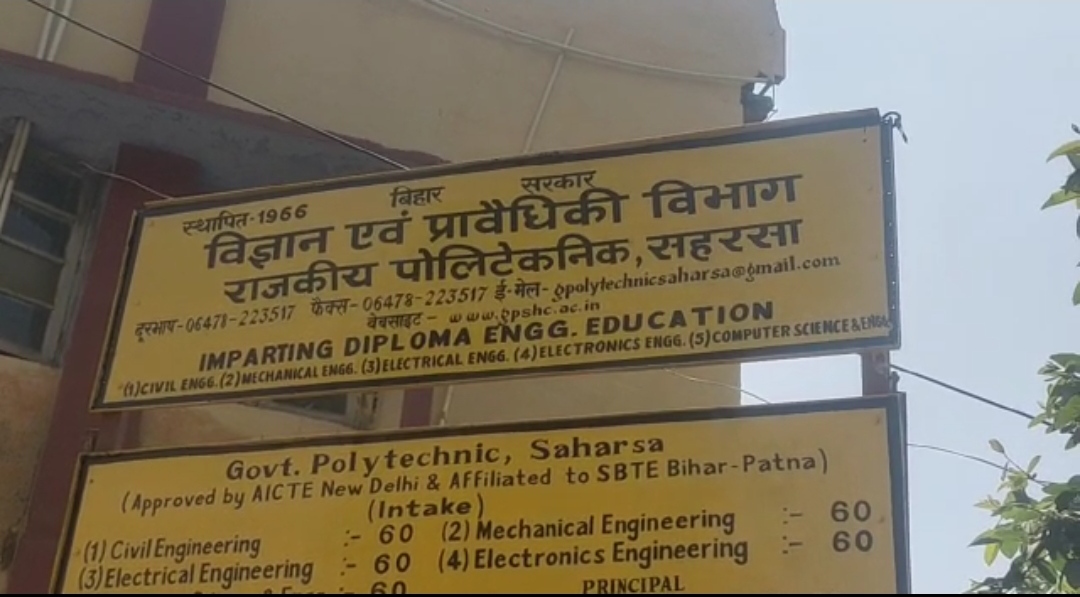 बिहार सरकार
स्थापित-1966
विज्ञान एवं प्रावैधिकी विभाग
राजकीय पोलिटेकनिक, सहरसा
दूरभाष-06478-223517 फैक्स-06478-223517 ई-मेल- gpolytechnicsaharsa@gmail.com
वेबसाइट - www.gpshc.ac.in
IMPARTING DIPLOMA ENGG. EDUCATION
(1)CIVIL ENGG. (2)MECHANICAL ENGG. (3)ELECTRICAL ENGG. (4)ELECTRONICS ENGG. (5)COMPUTER SCIENCE & ENGG
Govt. Polytechnic, Saharsa
(Approved by AICTE New Delhi & Affiliated to SBTE Bihar-Patna)
(Intake)
(1) Civil Engineering :- 60 (2) Mechanical Engineering :- 60
(3) Electrical Engineering :- 60 (4) Electronics Engineering :- 60
:- 60
PRINCIPAL